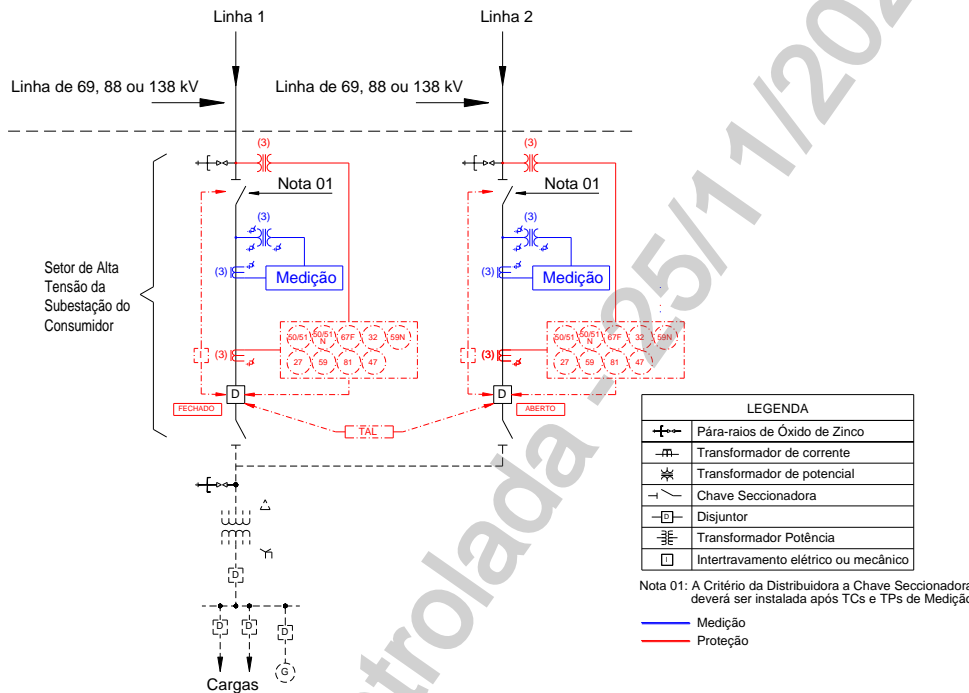 Linha 1
Linha 2
Linha de 69, 88 ou 138 kV
Linha de 69, 88 ou 138 kV
(3)
(3)
Nota 01
Nota 01
(3)
(3)
(3)
Medição
(3)
Medição
Setor de Alta
Tensão da
Subestação do
Consumidor
50/51
50/51
N
67F
32
59N
50/51
50/51
N
67F
32
59N
I
(3)
I
(3)
27
59
81
47
27
59
81
47
D
D
FECHADO
ABERTO
TAL
LEGENDA
Pára-raios de Óxido de Zinco
Transformador de corrente
Transformador de potencial
Chave Seccionadora
D
Disjuntor
Transformador Potência
I
Intertravamento elétrico ou mecânico
Nota 01: A Critério da Distribuidora a Chave Seccionadora
deverá ser instalada após TCs e TPs de Medição
Medição
Proteção
D
D
D
D
G
Cargas
trolada - 25/11/202